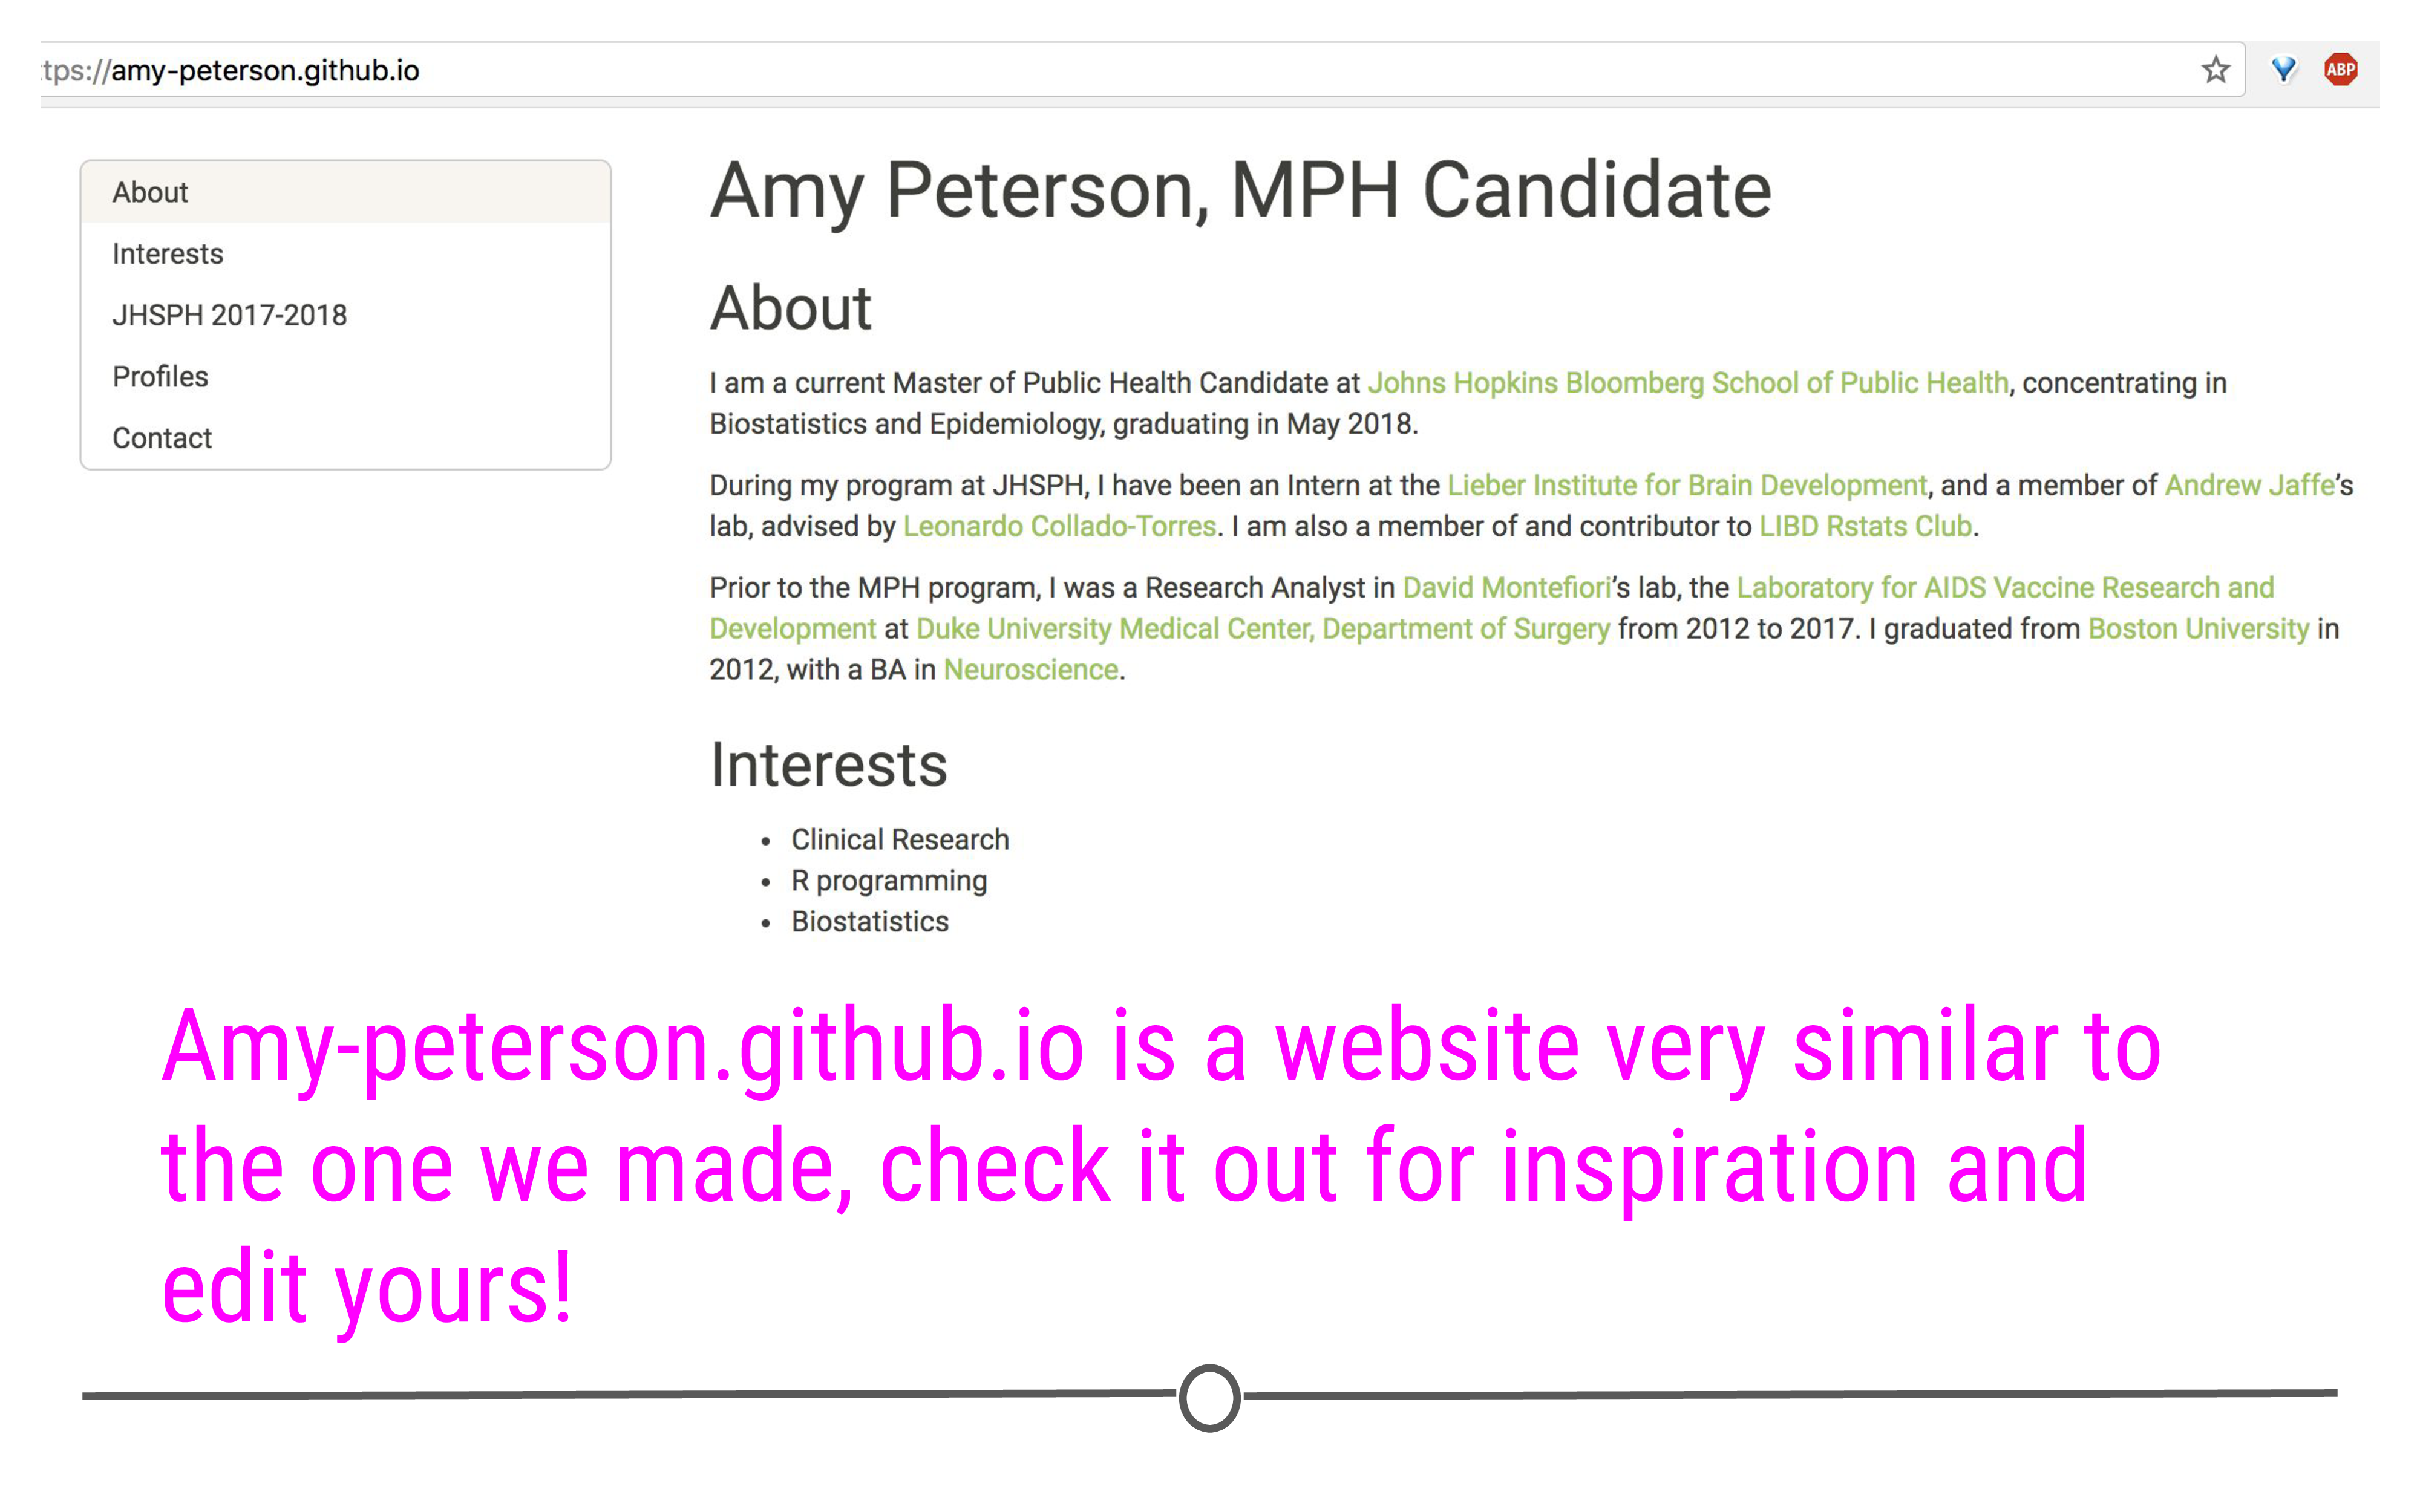 tps://amy-peterson.github.io
ABP
About
Interests
JHSPH 2017-2018
Profiles
Contact
Amy Peterson, MPH Candidate
About
I am a current Master of Public Health Candidate at Johns Hopkins Bloomberg School of Public Health, concentrating in
Biostatistics and Epidemiology, graduating in May 2018.
During my program at JHSPH, I have been an Intern at the Lieber Institute for Brain Development, and a member of Andrew Jaffe's
lab, advised by Leonardo Collado-Torres. I am also a member of and contributor to LIBD Rstats Club.
Prior to the MPH program, I was a Research Analyst in David Montefiori's lab, the Laboratory for AIDS Vaccine Research and
Development at Duke University Medical Center, Department of Surgery from 2012 to 2017. I graduated from Boston University in
2012, with a BA in Neuroscience.
Interests
• Clinical Research
• R programming
• Biostatistics
Amy-peterson.github.io is a website very similar to
the one we made, check it out for inspiration and
edit yours!